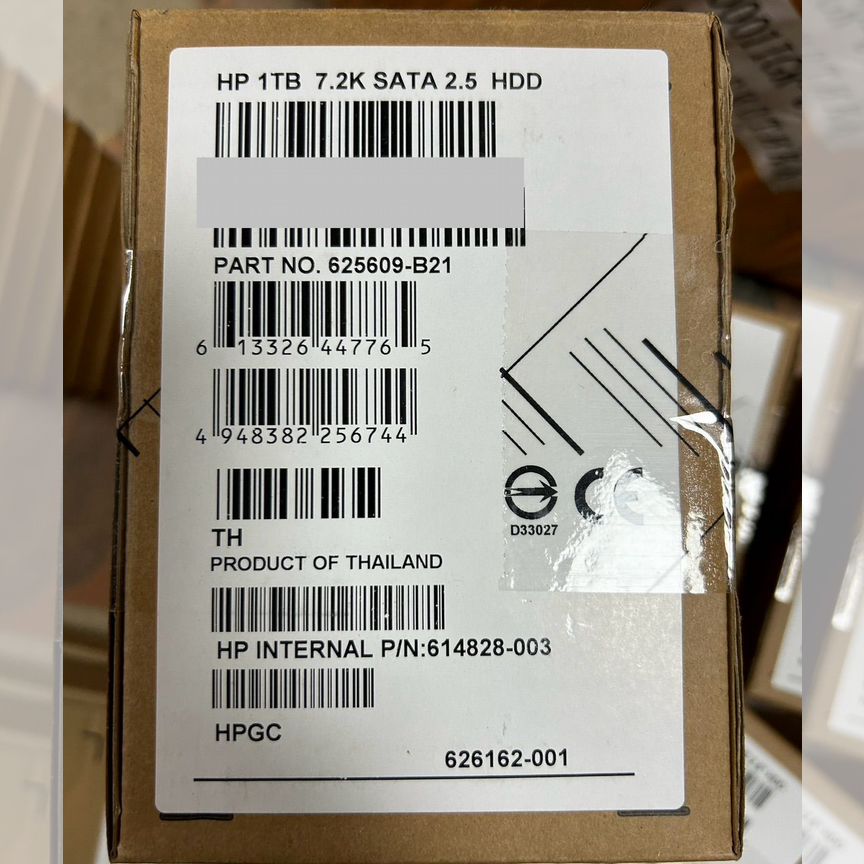 HP 1TB 7.2K SATA 2.5 HDD
PART NO. 625609-B21
6 13326 44776 5
4 948382 256744
D33027
CE
TH
PRODUCT OF THAILAND
HP INTERNAL P/N:614828-003
HPGC
626162-001